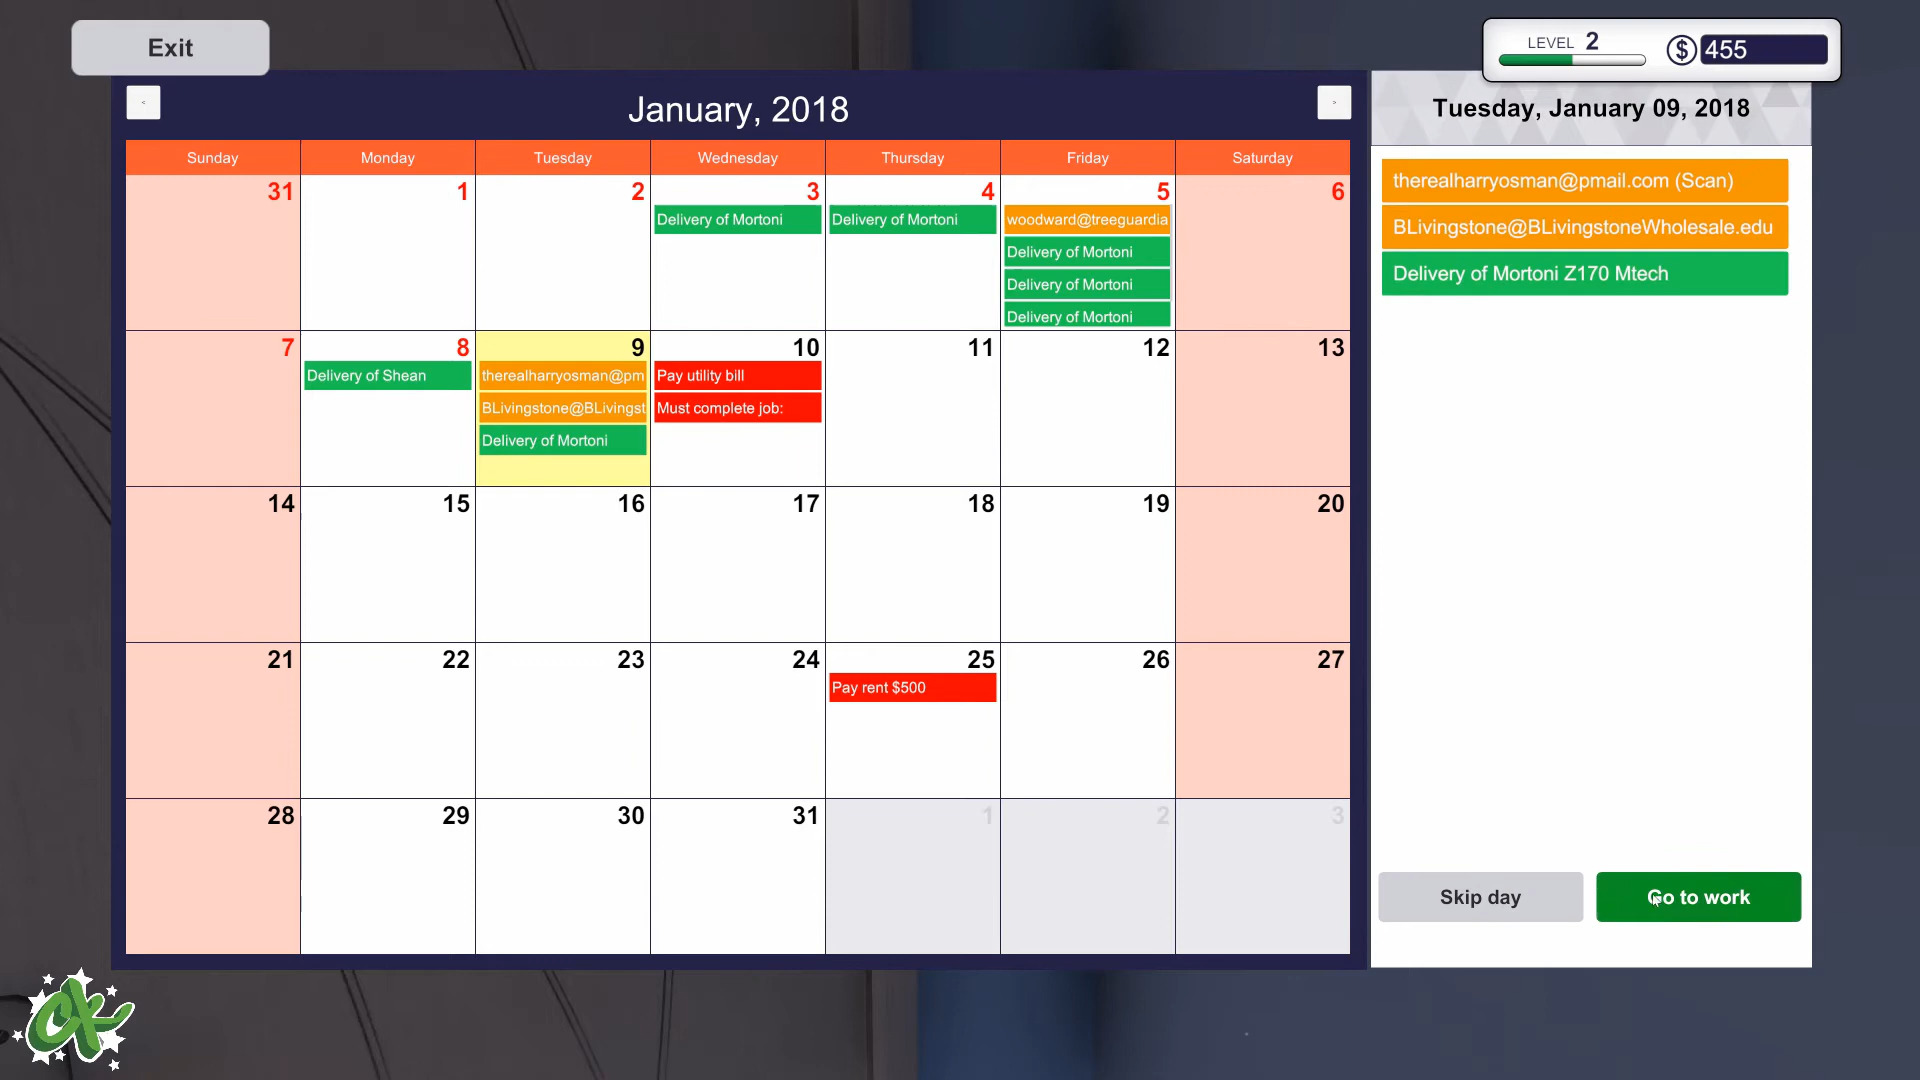 Exit
LEVEL 2
$ 455
<
January, 2018
>
Sunday Monday Tuesday Wednesday Thursday Friday Saturday
31 1 2 3 4 5 6
Delivery of Mortoni
Delivery of Mortoni
woodward@treeguardia
Delivery of Mortoni
Delivery of Mortoni
Delivery of Mortoni
7 8 9 10 11 12 13
Delivery of Shean
therealharryosman@pm
BLivingstone@BLivingst
Delivery of Mortoni
Pay utility bill
Must complete job:
14 15 16 17 18 19 20
21 22 23 24 25 26 27
Pay rent $500
28 29 30 31 1 2 3
Tuesday, January 09, 2018
therealharryosman@pmail.com (Scan)
BLivingstone@BLivingstoneWholesale.edu
Delivery of Mortoni Z170 Mtech
Skip day
Go to work